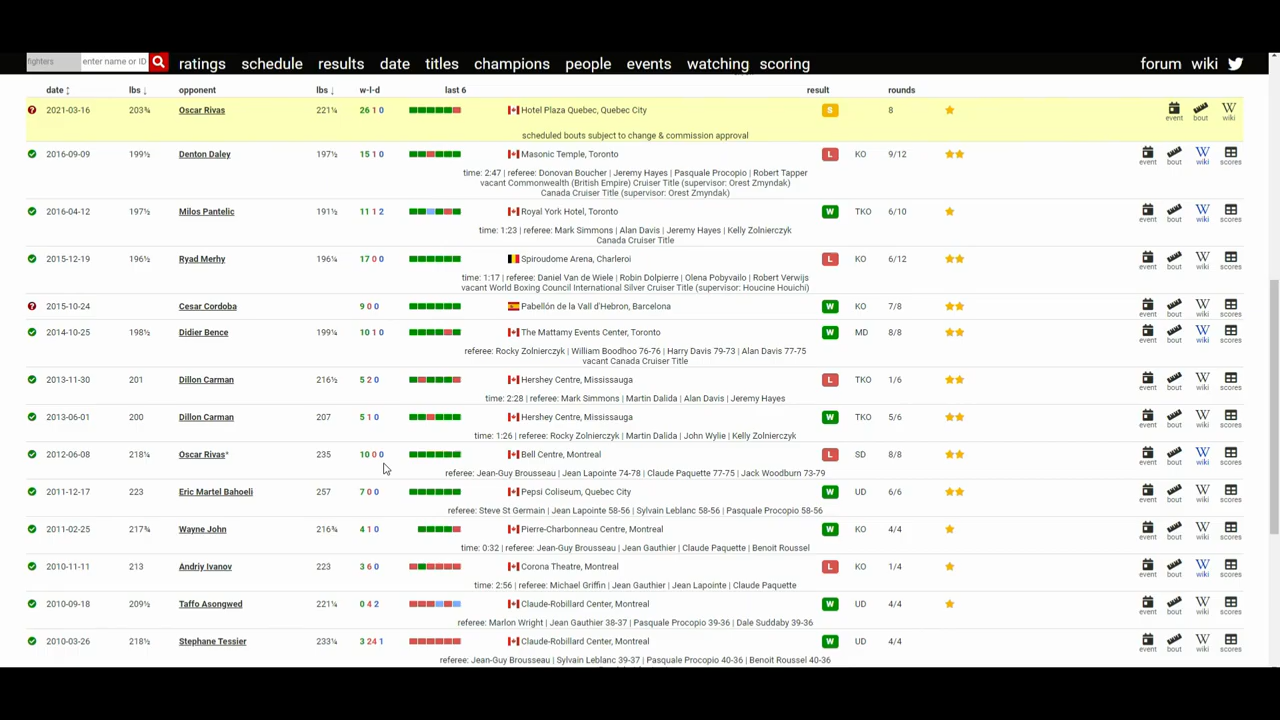 fighters enter name or ID ratings schedule results date titles champions people events watching scoring forum wiki
date lbs opponent lbs w-l-d last 6 result rounds
2021-03-16 203¾ Oscar Rivas 221¼ 26 1 0 Hotel Plaza Quebec, Quebec City S 8 event bout wiki
scheduled bouts subject to change & commission approval
2016-09-09 199½ Denton Daley 197½ 15 1 0 Masonic Temple, Toronto L KO 9/12 event bout wiki scores
time: 2:47 | referee: Donovan Boucher | Jeremy Hayes | Pasquale Procopio | Robert Tapper
vacant Commonwealth (British Empire) Cruiser Title (supervisor: Orest Zmyndak)
Canada Cruiser Title (supervisor: Orest Zmyndak)
2016-04-12 197½ Milos Pantelic 191½ 11 1 2 Royal York Hotel, Toronto W TKO 6/10 event bout wiki scores
time: 1:23 | referee: Mark Simmons | Alan Davis | Jeremy Hayes | Kelly Zolnierczyk
Canada Cruiser Title
2015-12-19 196½ Ryad Merhy 196¼ 17 0 0 Spiroudome Arena, Charleroi L KO 6/12 event bout wiki scores
time: 1:17 | referee: Daniel Van de Wiele | Robin Dolpierre | Olena Pobyvailo | Robert Verwijs
vacant World Boxing Council International Silver Cruiser Title (supervisor: Houcine Houichi)
2015-10-24 Cesar Cordoba 9 0 0 Pabellón de la Vall d'Hebron, Barcelona W KO 7/8 event bout wiki scores
2014-10-25 198½ Didier Bence 199¼ 10 1 0 The Mattamy Events Center, Toronto W MD 8/8 event bout wiki scores
referee: Rocky Zolnierczyk | William Boodhoo 76-76 | Harry Davis 79-73 | Alan Davis 77-75
vacant Canada Cruiser Title
2013-11-30 201 Dillon Carman 216½ 5 2 0 Hershey Centre, Mississauga L TKO 1/6 event bout wiki scores
time: 2:28 | referee: Mark Simmons | Martin Dalida | Alan Davis | Jeremy Hayes
2013-06-01 200 Dillon Carman 207 5 1 0 Hershey Centre, Mississauga W TKO 5/6 event bout wiki scores
time: 1:26 | referee: Rocky Zolnierczyk | Martin Dalida | John Wylie | Kelly Zolnierczyk
2012-06-08 218¼ Oscar Rivas* 235 10 0 0 Bell Centre, Montreal L SD 8/8 event bout wiki scores
referee: Jean-Guy Brousseau | Jean Lapointe 74-78 | Claude Paquette 77-75 | Jack Woodburn 73-79
2011-12-17 223 Eric Martel Bahoeli 257 7 0 0 Pepsi Coliseum, Quebec City W UD 6/6 event bout wiki scores
referee: Steve St Germain | Jean Lapointe 58-56 | Sylvain Leblanc 58-56 | Pasquale Procopio 58-56
2011-02-25 217¾ Wayne John 216¾ 4 1 0 Pierre-Charbonneau Centre, Montreal W KO 4/4 event bout wiki scores
time: 0:32 | referee: Jean-Guy Brousseau | Jean Gauthier | Claude Paquette | Benoit Roussel
2010-11-11 213 Andriy Ivanov 223 3 6 0 Corona Theatre, Montreal L KO 1/4 event bout wiki scores
time: 2:56 | referee: Michael Griffin | Jean Gauthier | Jean Lapointe | Claude Paquette
2010-09-18 209½ Taffo Asongwed 221¼ 0 4 2 Claude-Robillard Center, Montreal W UD 4/4 event bout wiki scores
referee: Marlon Wright | Jean Gauthier 38-37 | Pasquale Procopio 39-36 | Dale Suddaby 39-36
2010-03-26 218½ Stephane Tessier 233¼ 3 24 1 Claude-Robillard Center, Montreal W UD 4/4 event bout wiki scores
referee: Jean-Guy Brousseau | Sylvain Leblanc 39-37 | Pasquale Procopio 40-36 | Benoit Roussel 40-36